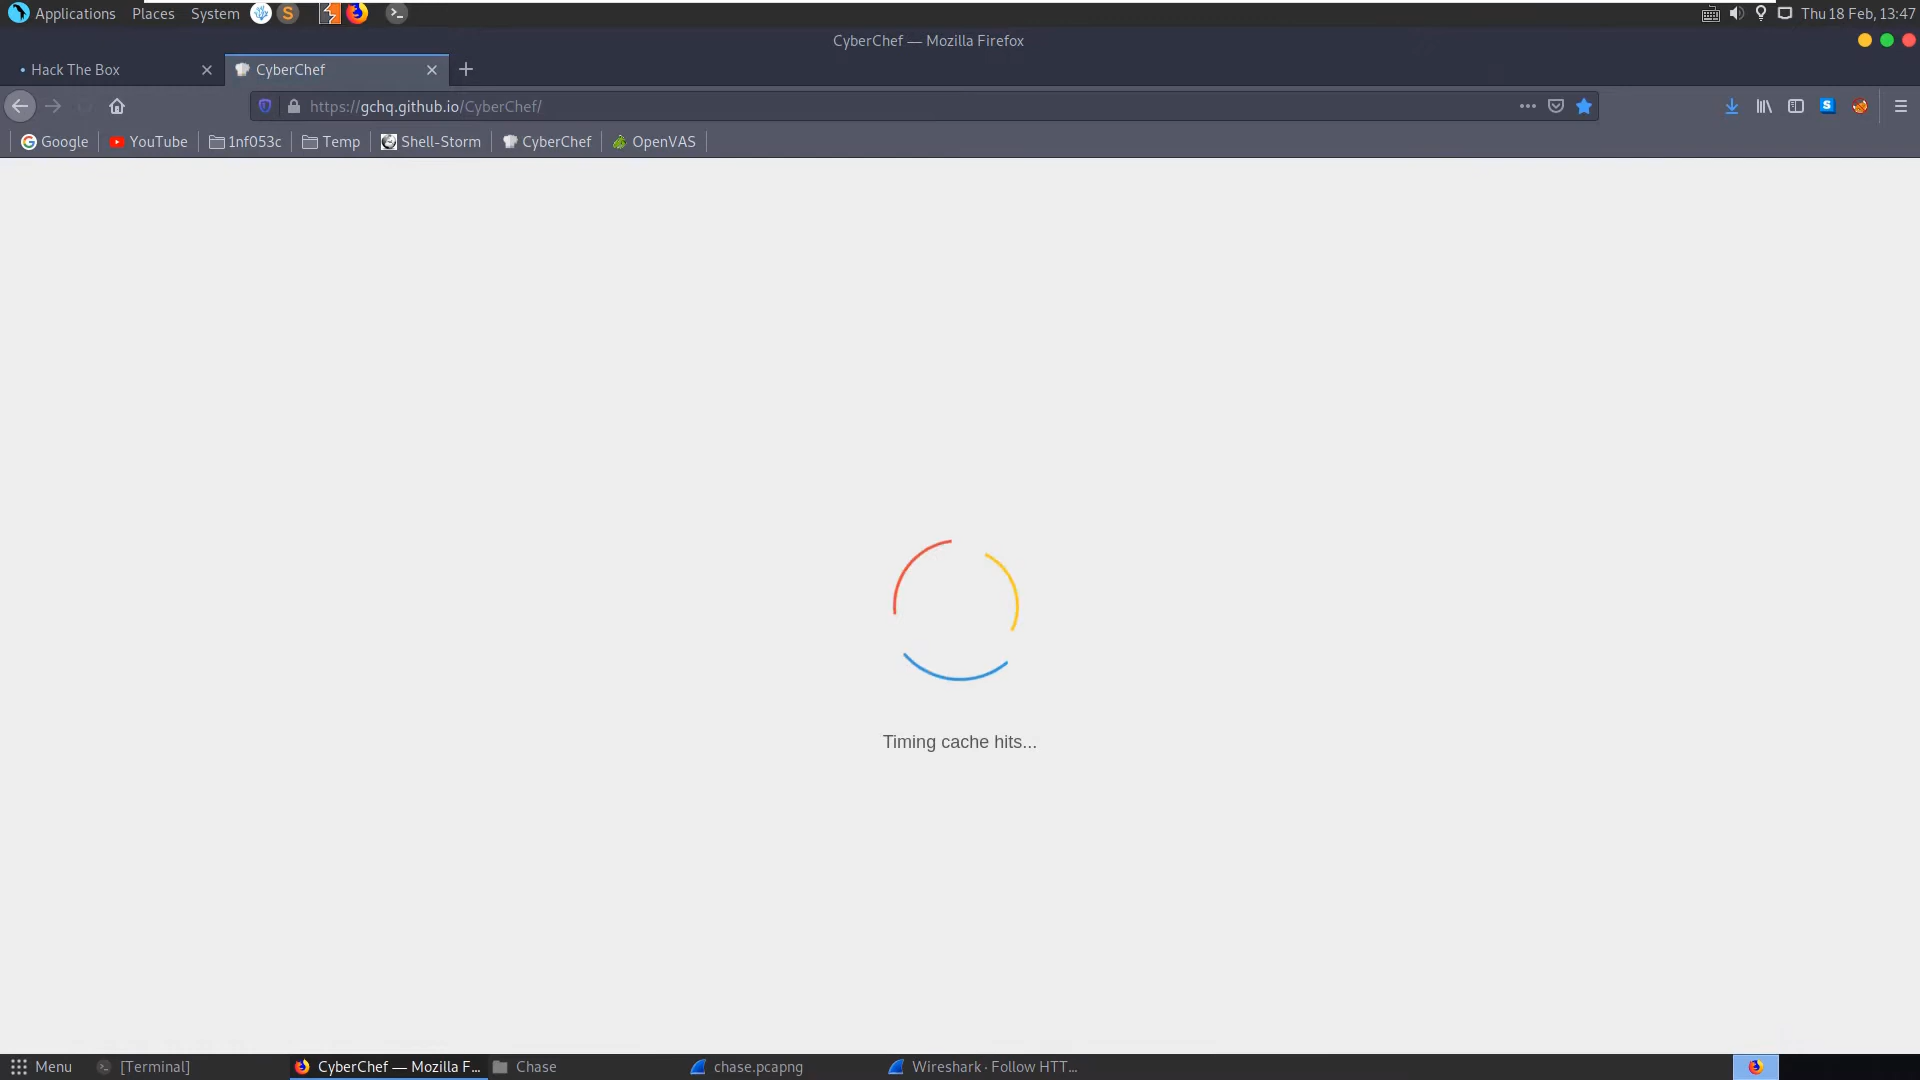 Applications Places System Thu 18 Feb, 13:47
CyberChef — Mozilla Firefox
Hack The Box CyberChef
https://gchq.github.io/CyberChef/
Google YouTube 1nf053c Temp Shell-Storm CyberChef OpenVAS
Timing cache hits...
Menu [Terminal] CyberChef — Mozilla F... Chase chase.pcapng Wireshark · Follow HTT...